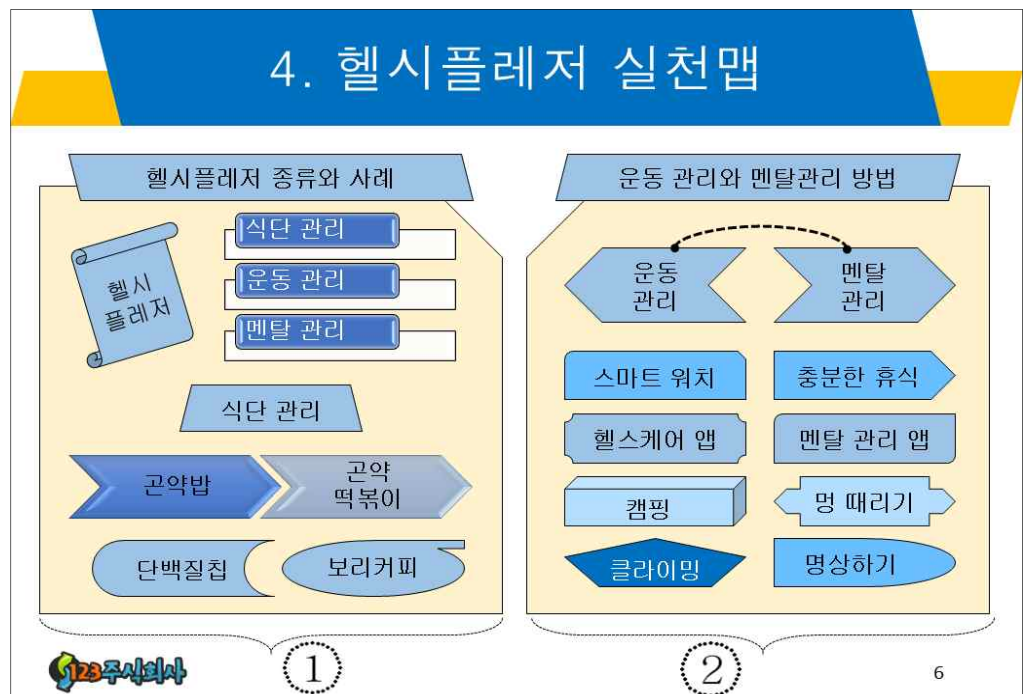 4. 헬시플레저 실천맵
헬시플레저 종류와 사례
헬시
플레저
식단 관리
운동 관리
멘탈 관리
식단 관리
곤약밥
곤약
떡볶이
단백질칩
보리커피
운동 관리와 멘탈관리 방법
운동
관리
멘탈
관리
스마트 워치
충분한 휴식
헬스케어 앱
멘탈 관리 앱
캠핑
멍 때리기
클라이밍
명상하기
1
2
123주식회사
6